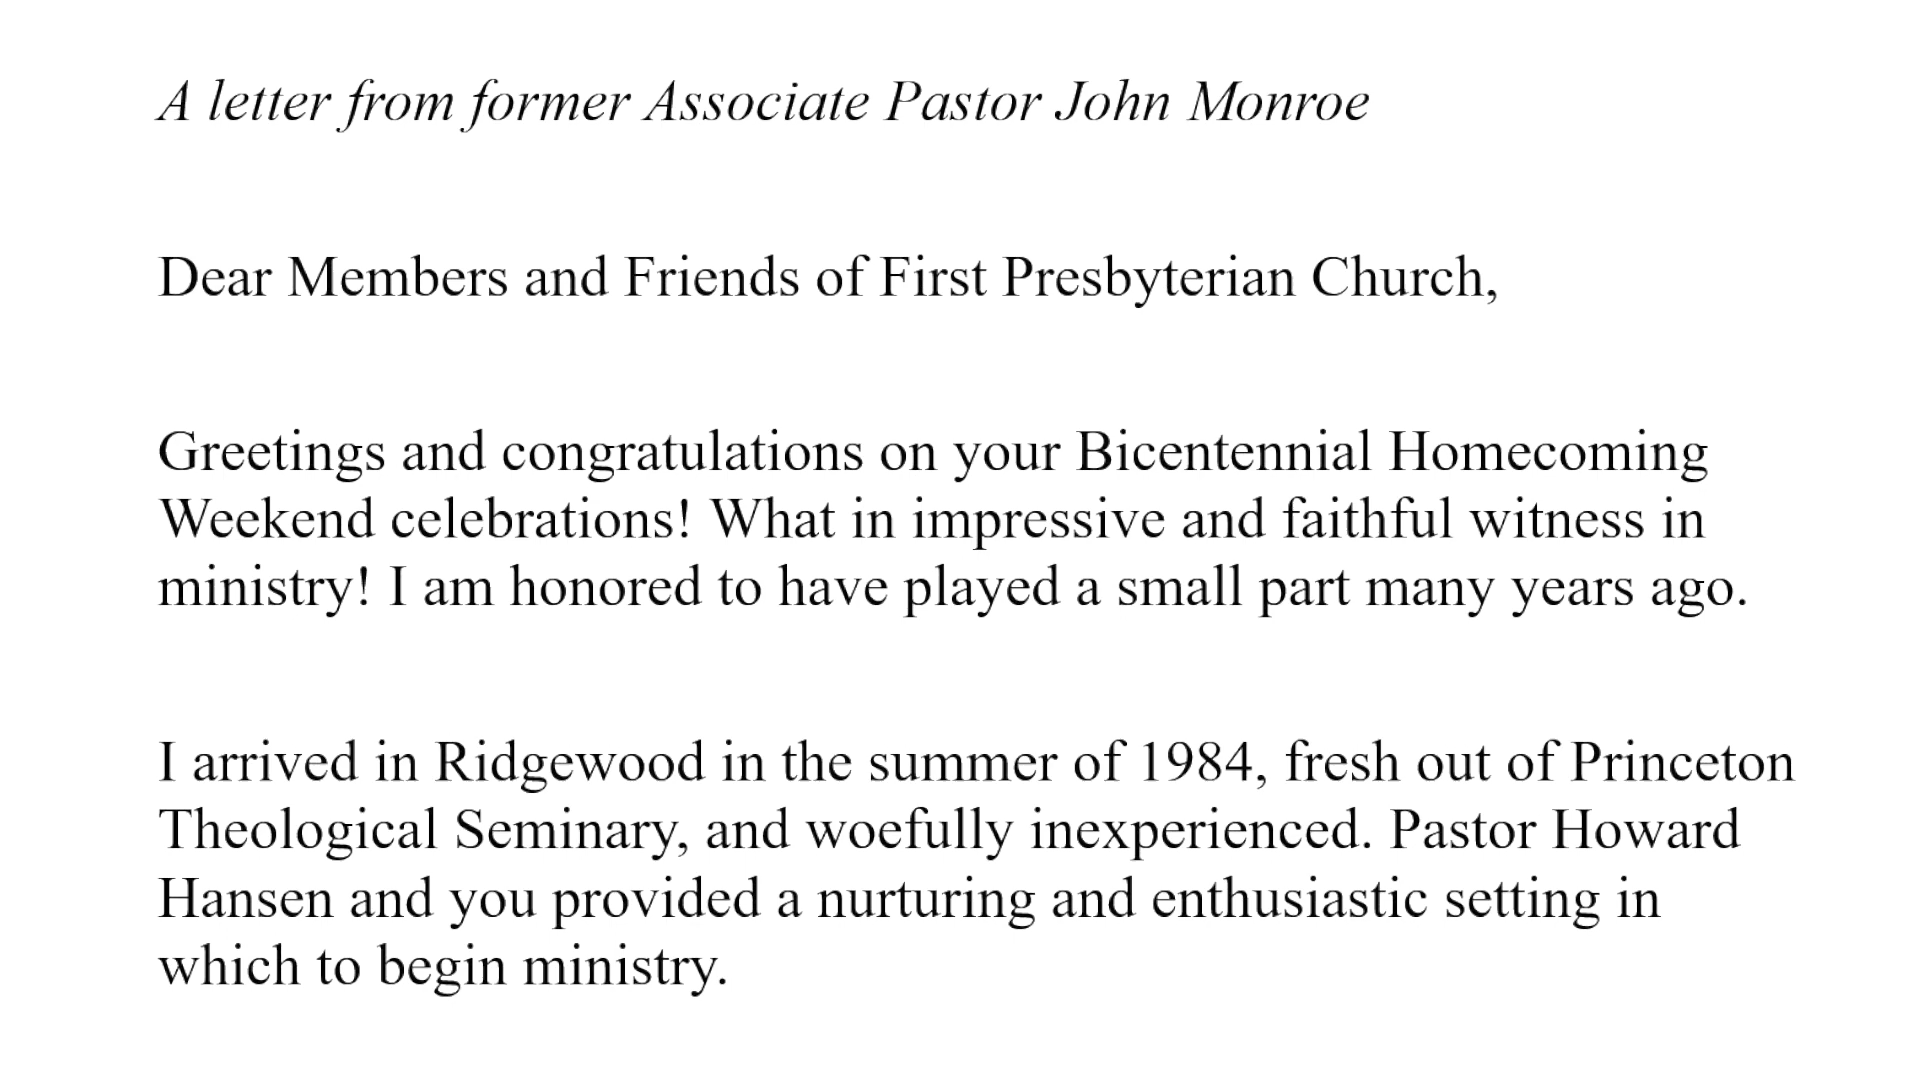 A letter from former Associate Pastor John Monroe
Dear Members and Friends of First Presbyterian Church,
Greetings and congratulations on your Bicentennial Homecoming
Weekend celebrations! What in impressive and faithful witness in
ministry! I am honored to have played a small part many years ago.
I arrived in Ridgewood in the summer of 1984, fresh out of Princeton
Theological Seminary, and woefully inexperienced. Pastor Howard
Hansen and you provided a nurturing and enthusiastic setting in
which to begin ministry.